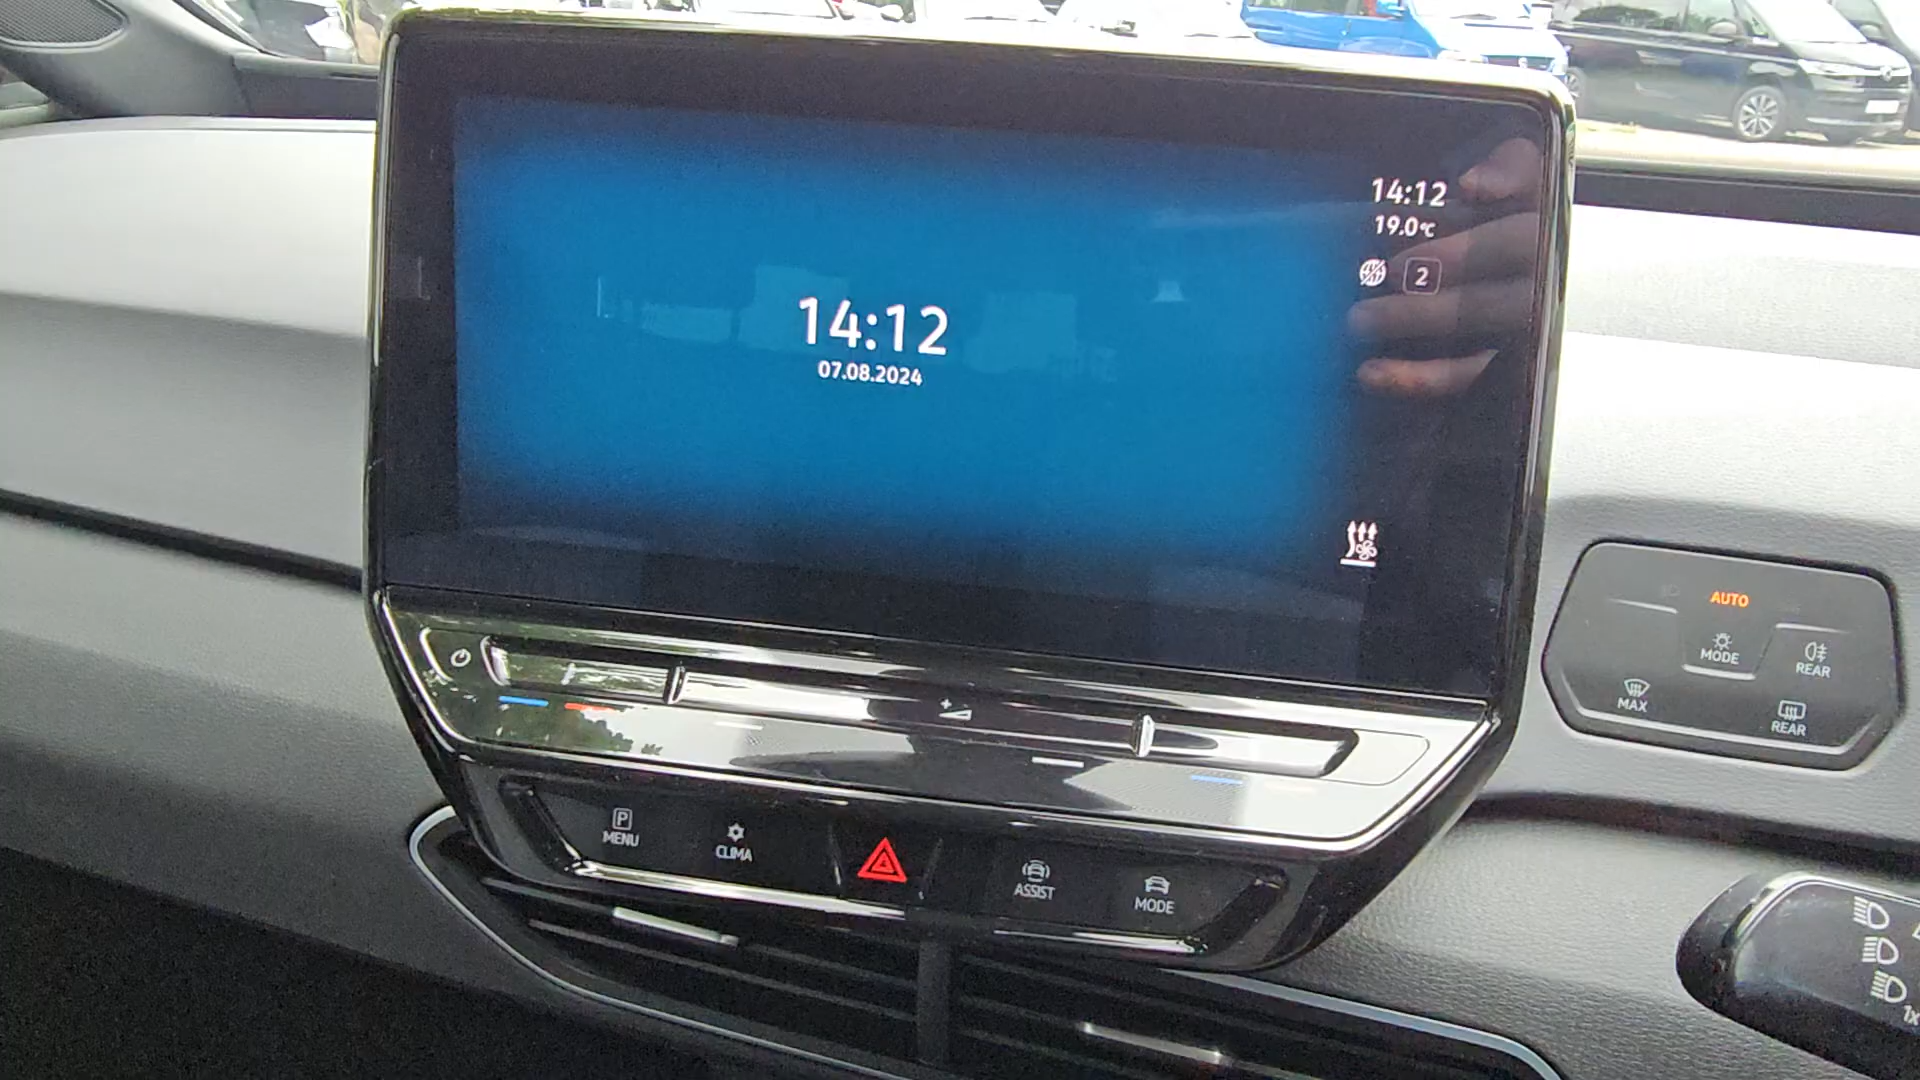 14:12
19.0°C
2
14:12
07.08.2024
AUTO
MODE
REAR
MAX
REAR
MENU
CLIMA
ASSIST
MODE
1x